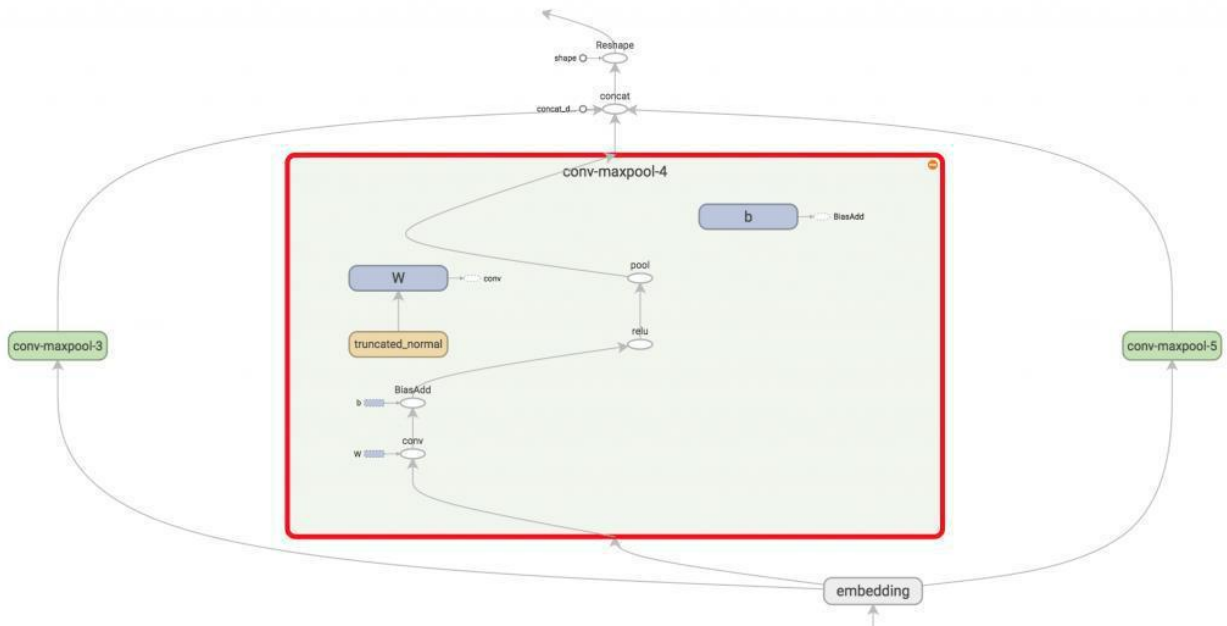 Reshape
shape
concat
concat_d...
conv-maxpool-4
b
BiasAdd
pool
W
conv
relu
truncated_normal
conv-maxpool-3
conv-maxpool-5
BiasAdd
b
conv
W
embedding